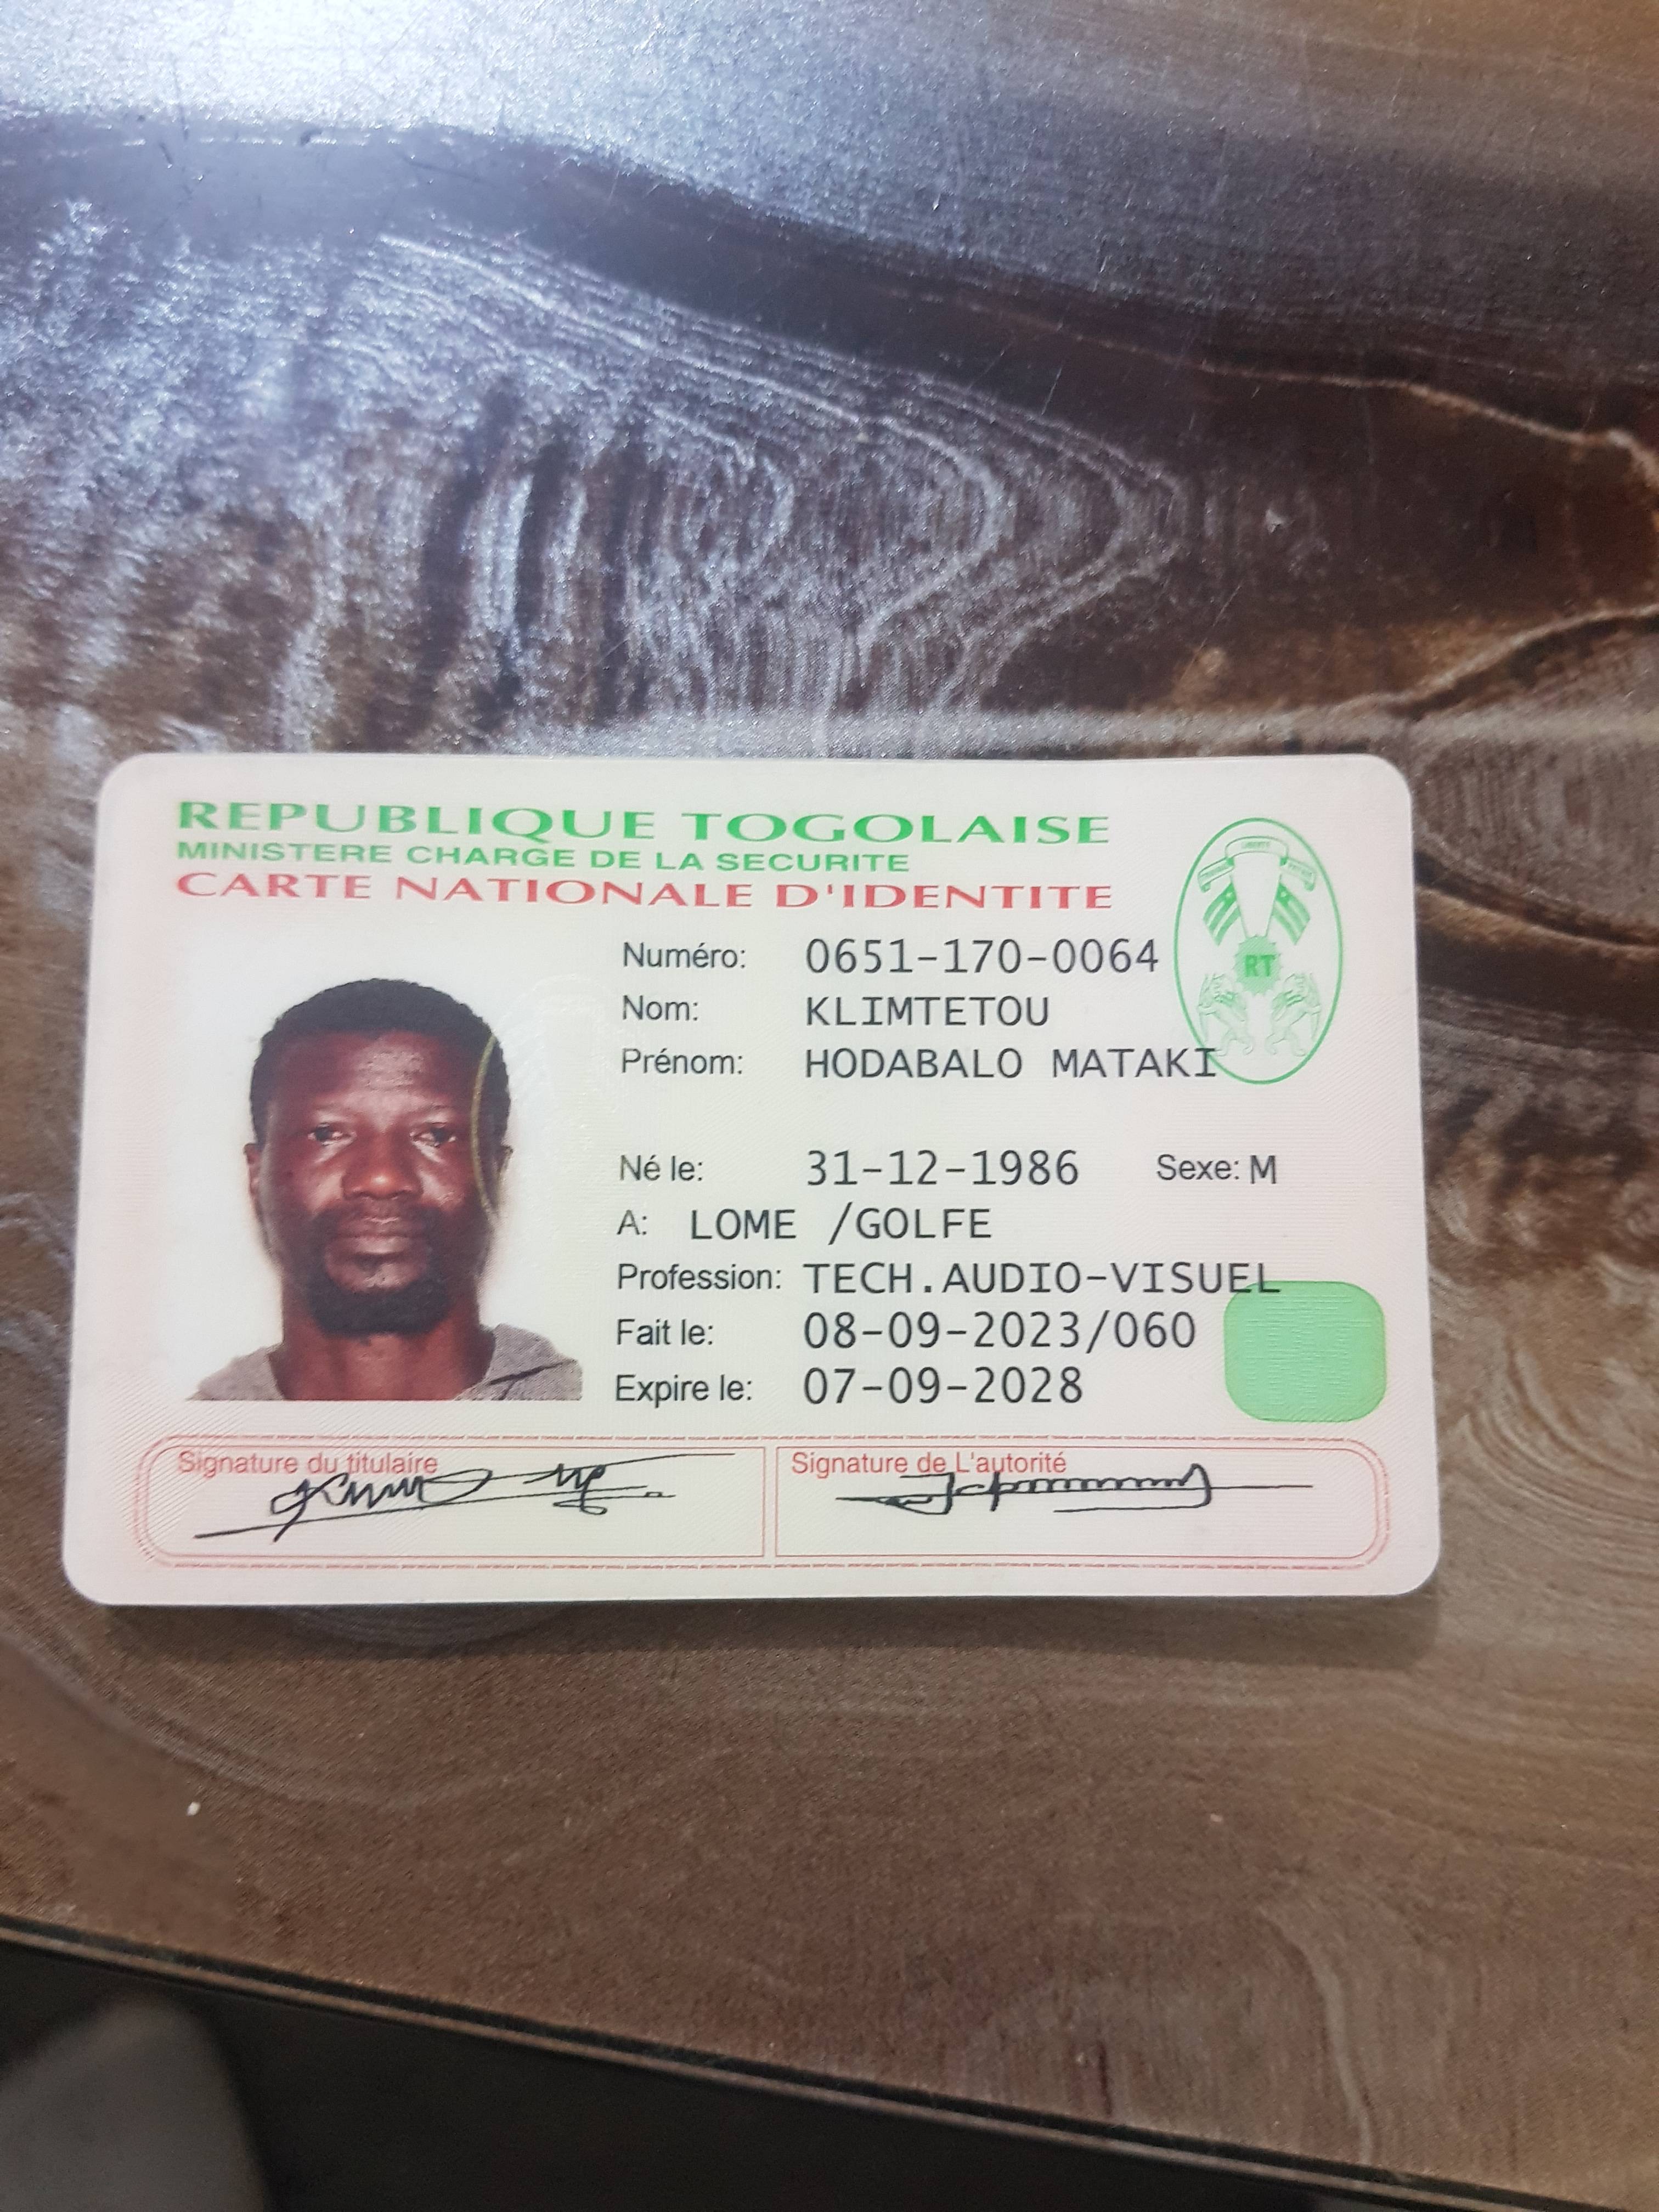 REPUBLIQUE TOGOLAISE
MINISTERE CHARGE DE LA SECURITE
CARTE NATIONALE D'IDENTITE
Numéro: 0651-170-0064
Nom: KLIMTETOU
Prénom: HODABALO MATAKI
RT
Né le: 31-12-1986 Sexe: M
A: LOME /GOLFE
Profession: TECH.AUDIO-VISUEL
Fait le: 08-09-2023/060
Expire le: 07-09-2028
Signature du titulaire
Signature de L'autorité